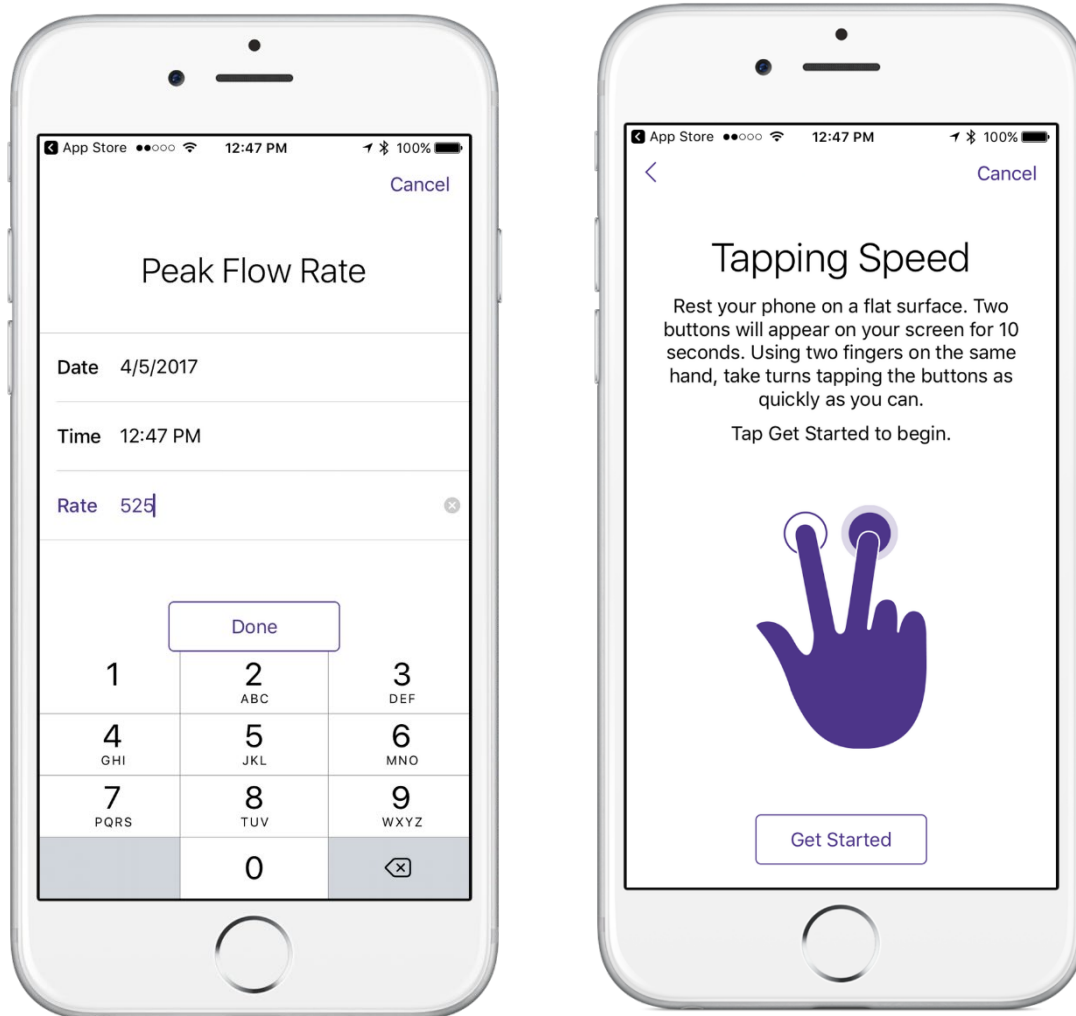 App Store 12:47 PM 100%
Cancel
Peak Flow Rate
Date 4/5/2017
Time 12:47 PM
Rate 525
Done
1 2 3
ABC DEF
4 5 6
GHI JKL MNO
7 8 9
PQRS TUV WXYZ
0
App Store 12:47 PM 100%
Cancel
Tapping Speed
Rest your phone on a flat surface. Two
buttons will appear on your screen for 10
seconds. Using two fingers on the same
hand, take turns tapping the buttons as
quickly as you can.
Tap Get Started to begin.
Get Started